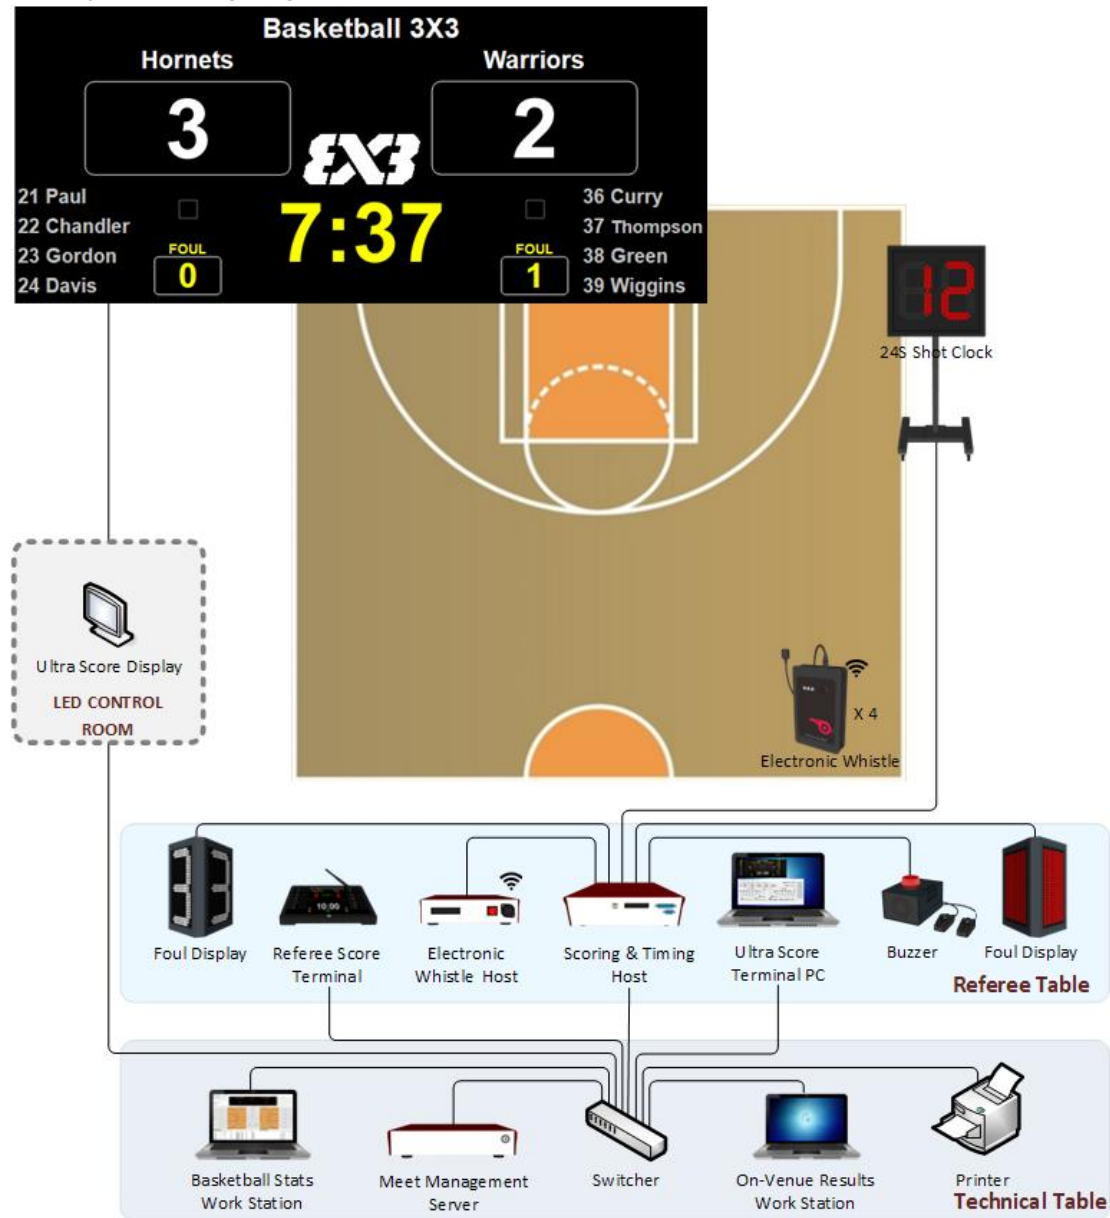 Basketball 3X3
Hornets
Warriors
3
2
3X3
21 Paul
22 Chandler
23 Gordon
24 Davis
FOUL
0
7:37
FOUL
1
36 Curry
37 Thompson
38 Green
39 Wiggins
12
24S Shot Clock
Ultra Score Display
LED CONTROL
ROOM
X 4
Electronic Whistle
Foul Display
Referee Score
Terminal
10:00
Electronic
Whistle Host
Scoring & Timing
Host
Ultra Score
Terminal PC
Buzzer
Foul Display
Referee Table
Basketball Stats
Work Station
Meet Management
Server
Switcher
On-Venue Results
Work Station
Printer
Technical Table